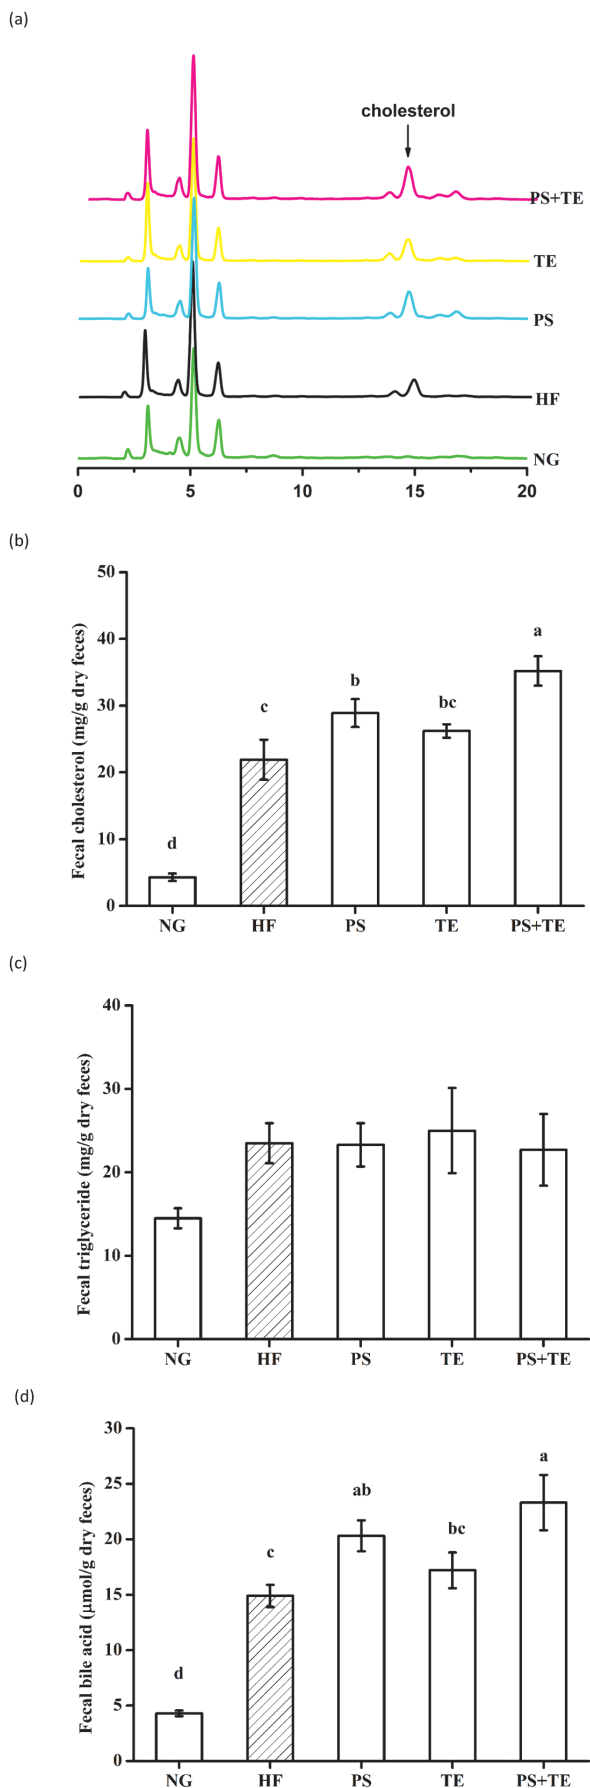 (a)
cholesterol
PS+TE
TE
PS
HF
NG
0 5 10 15 20
(b)
Fecal cholesterol (mg/g dry feces)
50
40
30
20
10
0
a
b
bc
c
d
NG HF PS TE PS+TE
(c)
Fecal triglyceride (mg/g dry feces)
40
30
20
10
0
NG HF PS TE PS+TE
(d)
Fecal bile acid (μmol/g dry feces)
30
25
20
15
10
5
0
a
ab
bc
c
d
NG HF PS TE PS+TE